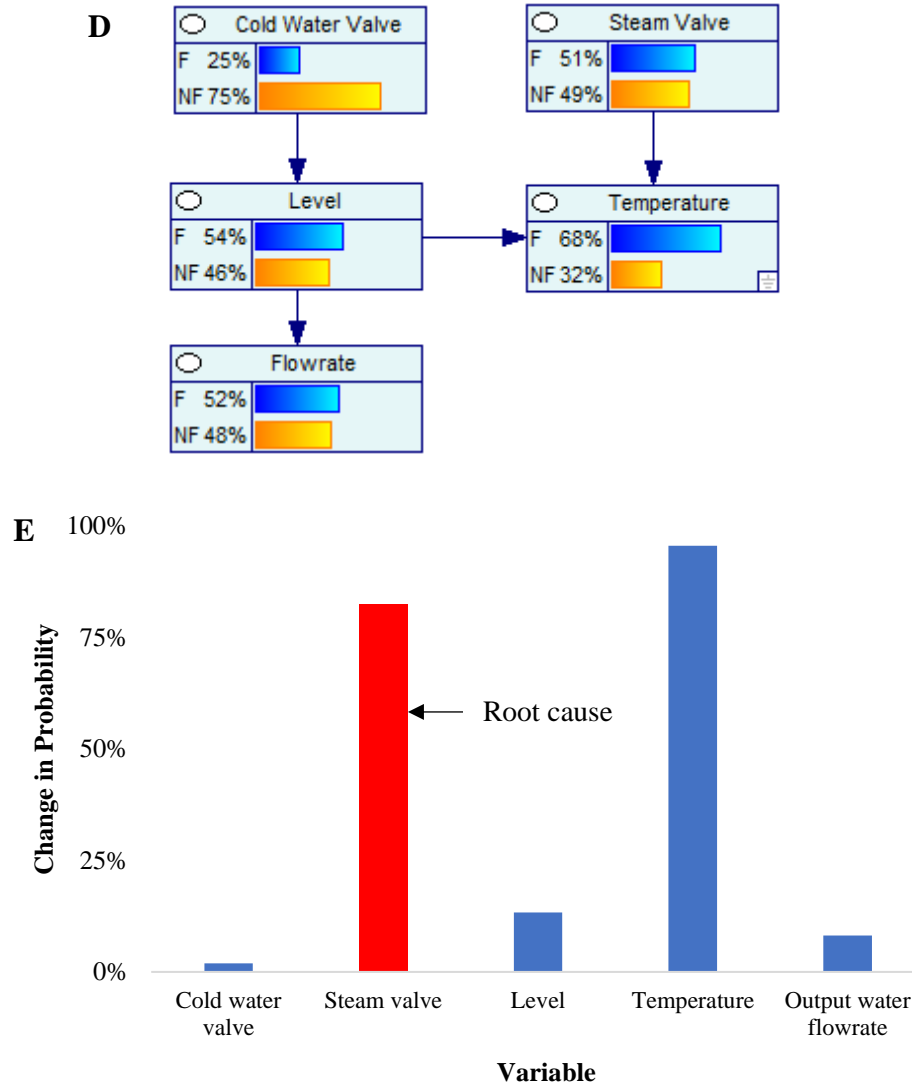 D
Cold Water Valve
F 25%
NF 75%
Steam Valve
F 51%
NF 49%
Level
F 54%
NF 46%
Temperature
F 68%
NF 32%
Flowrate
F 52%
NF 48%
E
Change in Probability
100%
75%
50%
25%
0%
Root cause
Cold water
valve
Steam valve
Level
Temperature
Output water
flowrate
Variable